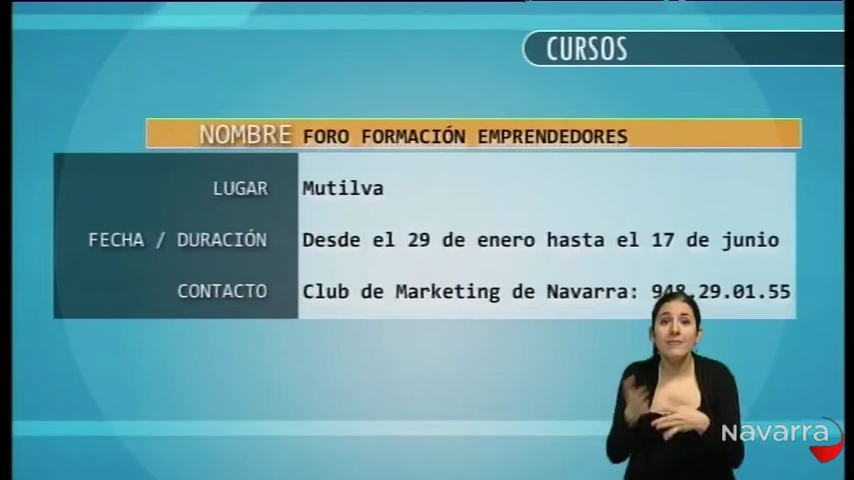 CURSOS
NOMBRE FORO FORMACIÓN EMPRENDEDORES
LUGAR Mutilva
FECHA / DURACIÓN Desde el 29 de enero hasta el 17 de junio
CONTACTO Club de Marketing de Navarra: 948.29.01.55
Navarra